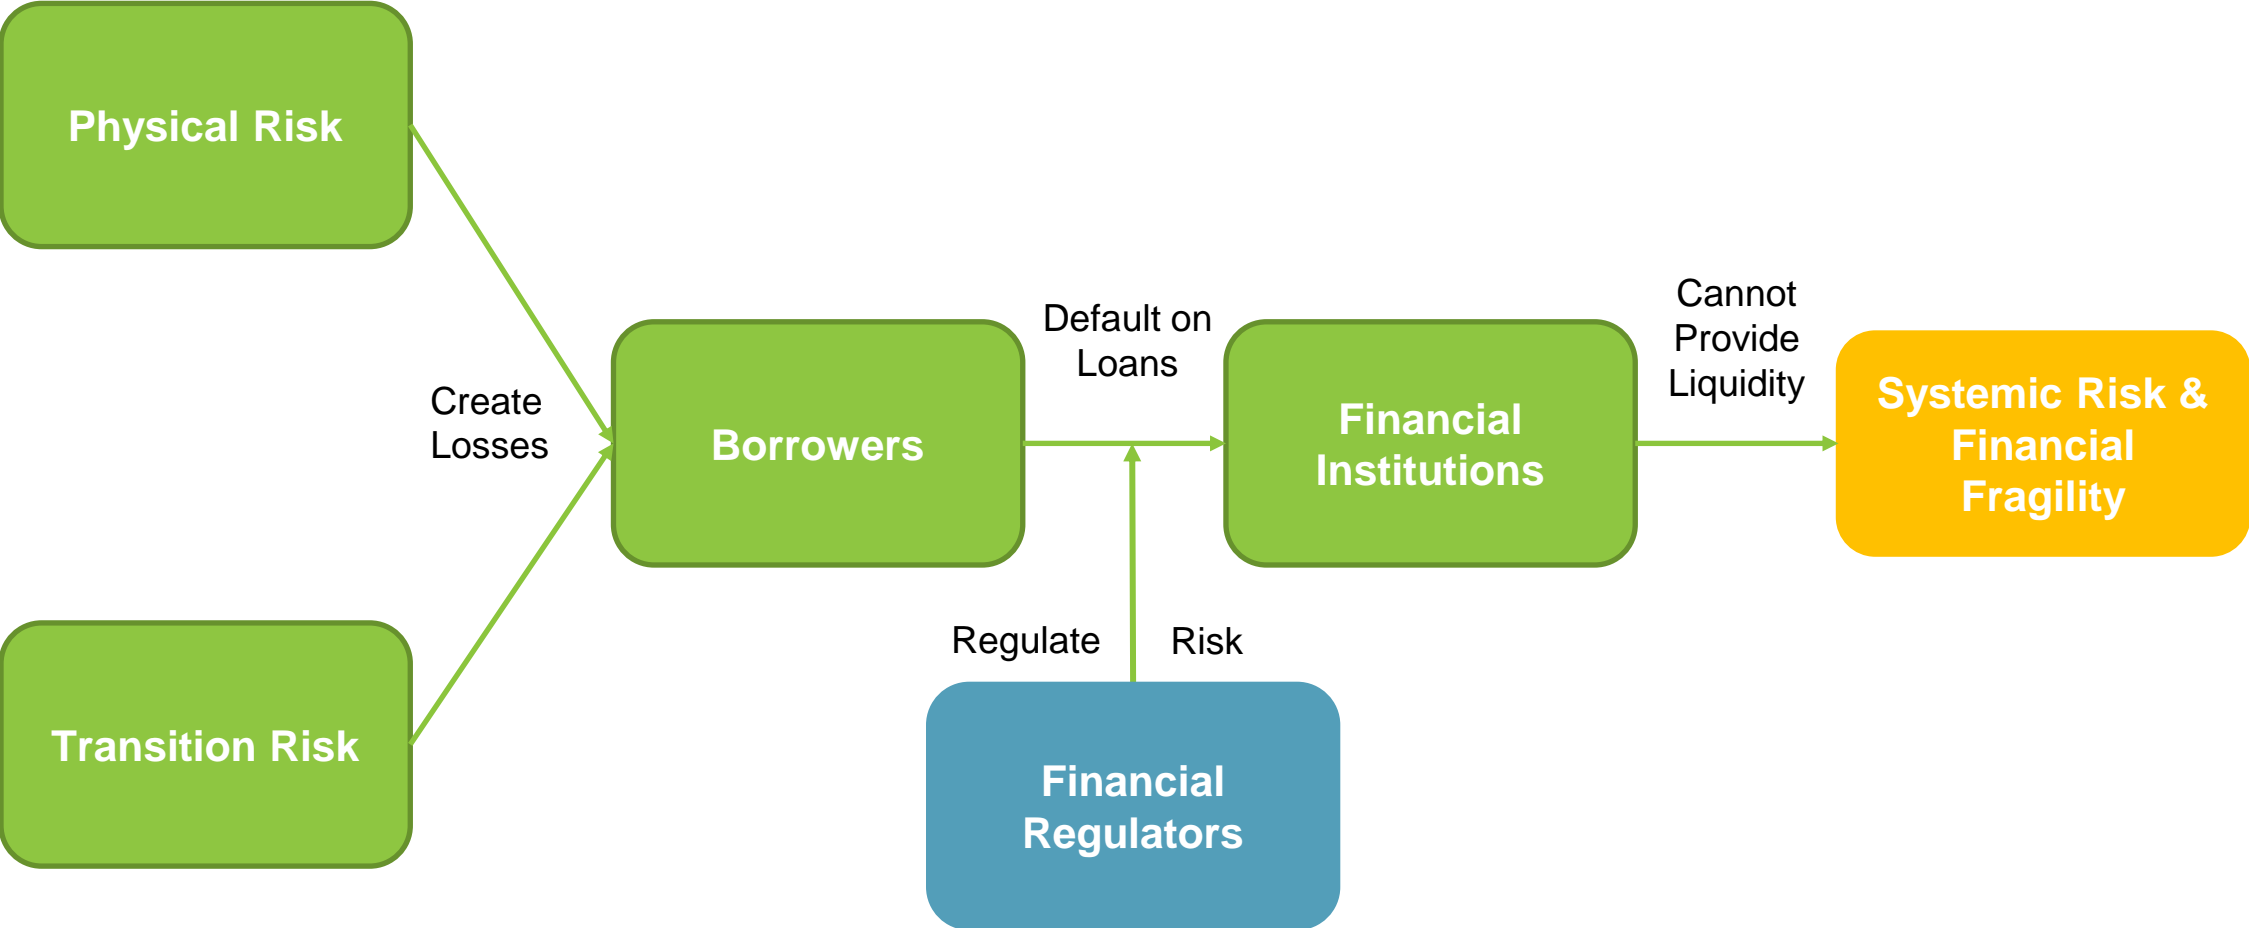 Physical Risk
Create
Losses
Transition Risk
Borrowers
Default on
Loans
Financial
Institutions
Cannot
Provide
Liquidity
Systemic Risk &
Financial
Fragility
Regulate Risk
Financial
Regulators